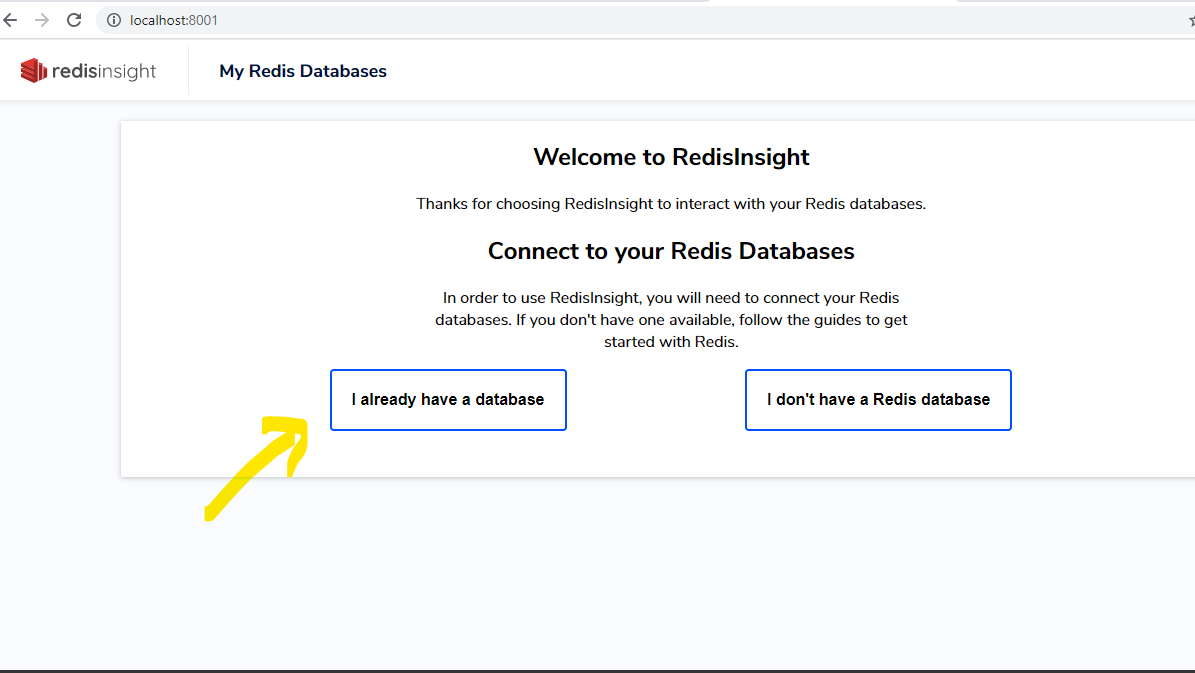 localhost:8001
redisinsight
My Redis Databases
Welcome to RedisInsight
Thanks for choosing RedisInsight to interact with your Redis databases.
Connect to your Redis Databases
In order to use RedisInsight, you will need to connect your Redis
databases. If you don't have one available, follow the guides to get
started with Redis.
I already have a database
I don't have a Redis database